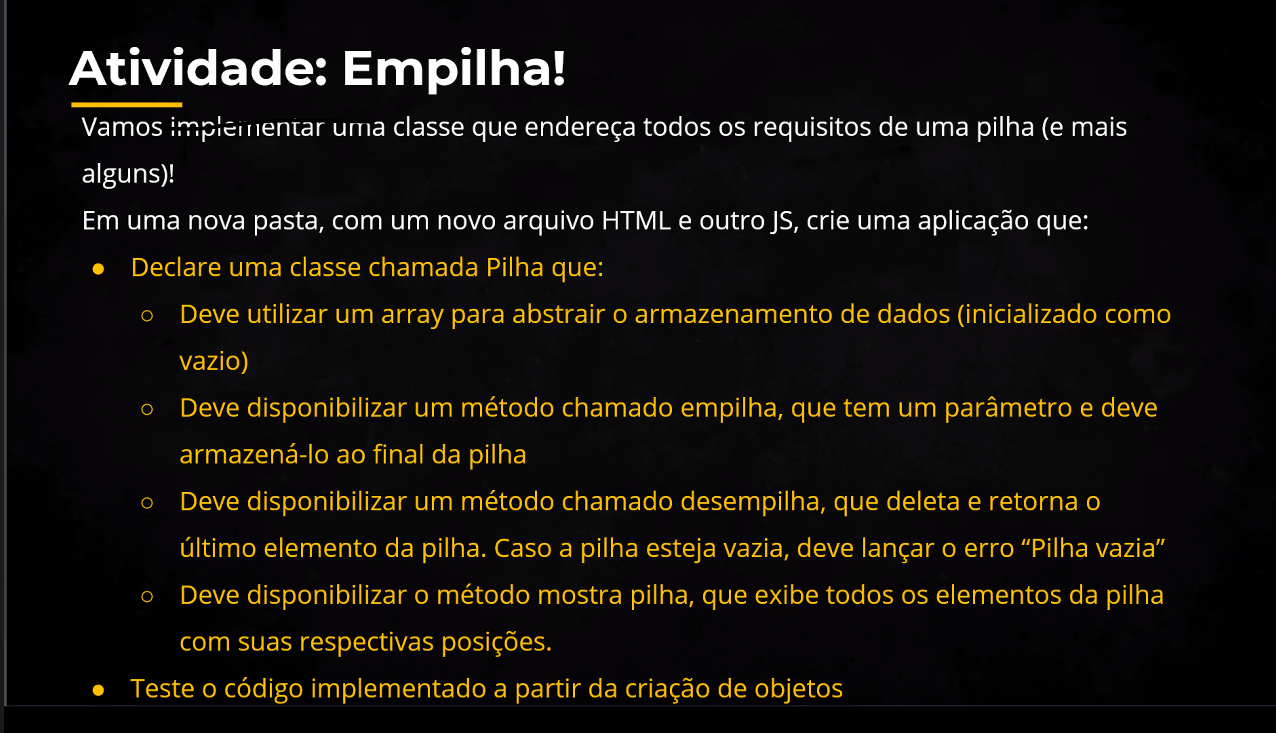 Atividade: Empilha!
Vamos implementar uma classe que endereça todos os requisitos de uma pilha (e mais
alguns)!
Em uma nova pasta, com um novo arquivo HTML e outro JS, crie uma aplicação que:
● Declare uma classe chamada Pilha que:
○ Deve utilizar um array para abstrair o armazenamento de dados (inicializado como
vazio)
○ Deve disponibilizar um método chamado empilha, que tem um parâmetro e deve
armazená-lo ao final da pilha
○ Deve disponibilizar um método chamado desempilha, que deleta e retorna o
último elemento da pilha. Caso a pilha esteja vazia, deve lançar o erro “Pilha vazia”
○ Deve disponibilizar o método mostra pilha, que exibe todos os elementos da pilha
com suas respectivas posições.
● Teste o código implementado a partir da criação de objetos